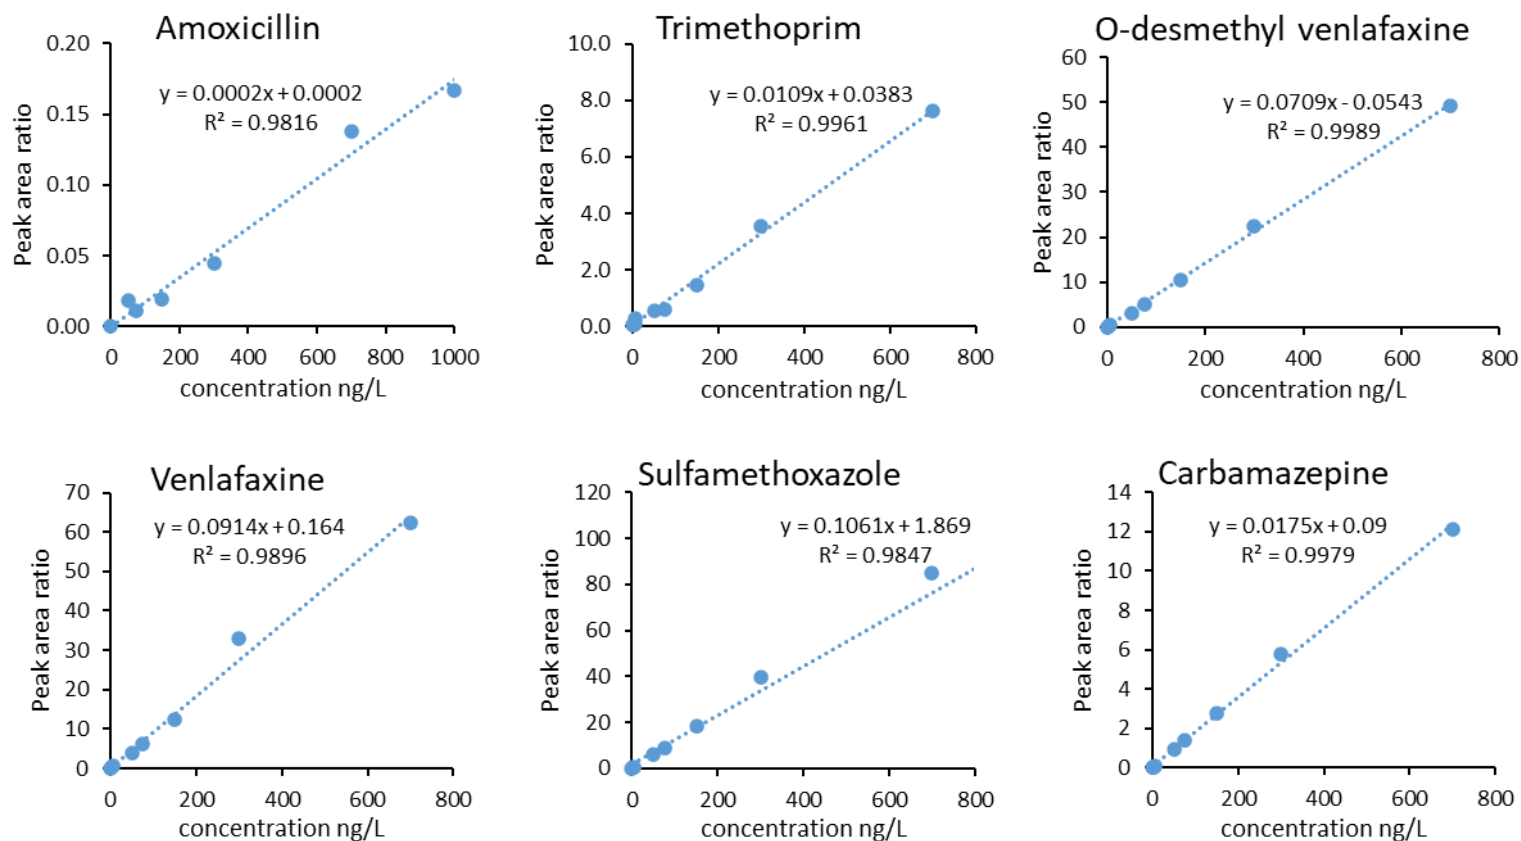 Amoxicillin
y = 0.0002x + 0.0002
R² = 0.9816
Peak area ratio
0.20
0.15
0.10
0.05
0.00
0 200 400 600 800 1000
concentration ng/L
Trimethoprim
y = 0.0109x + 0.0383
R² = 0.9961
Peak area ratio
10.0
8.0
6.0
4.0
2.0
0.0
0 200 400 600 800
concentration ng/L
O-desmethyl venlafaxine
y = 0.0709x - 0.0543
R² = 0.9989
Peak area ratio
60
50
40
30
20
10
0
0 200 400 600 800
concentration ng/L
Venlafaxine
y = 0.0914x + 0.164
R² = 0.9896
Peak area ratio
70
60
50
40
30
20
10
0
0 200 400 600 800
concentration ng/L
Sulfamethoxazole
y = 0.1061x + 1.869
R² = 0.9847
Peak area ratio
120
100
80
60
40
20
0
0 200 400 600 800
concentration ng/L
Carbamazepine
y = 0.0175x + 0.09
R² = 0.9979
Peak area ratio
14
12
10
8
6
4
2
0
0 200 400 600 800
concentration ng/L